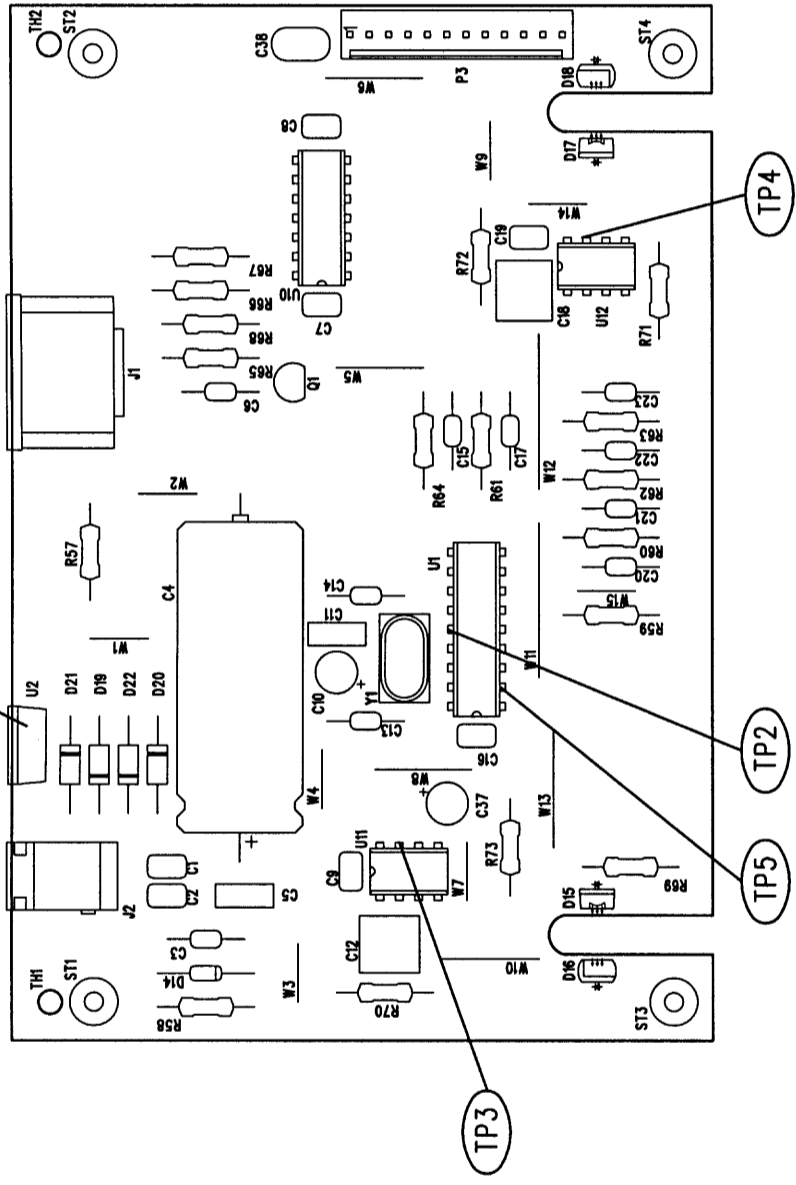 TH2
ST2
C38
P3
W6
ST4
D18
D17
C8
W9
W14
TP4
R67
R66
R68
R65
C6
U10
C7
Q1
R72
C19
C18
U12
R71
J1
W5
W2
R57
C4
R64
C15
R61
C17
W12
C23
R63
C22
R62
C21
R60
C20
W15
R59
U1
C14
C11
C10
+
Y1
C13
W11
C16
W1
U2
D21
D19
D22
D20
W4
W8
+
C37
W13
TP2
J2
C1
C2
C5
+
U11
C9
W7
R73
R69
D15
TP5
C3
D14
R58
W3
C12
R70
W10
D16
TH1
ST1
ST3
TP3